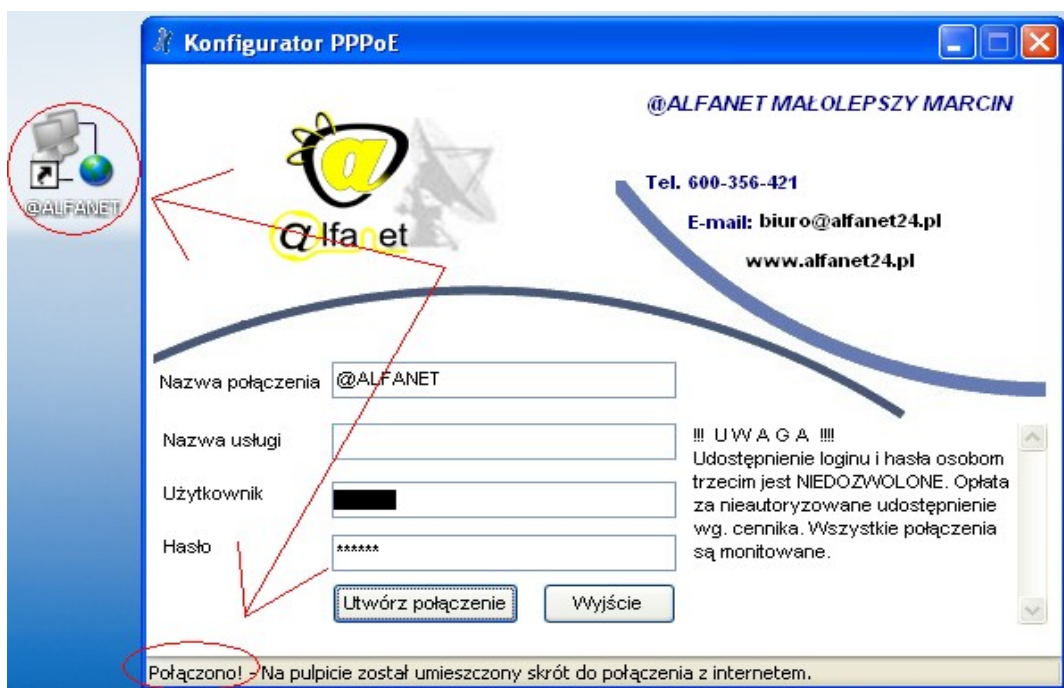 Konfigurator PPPoE
@ALFANET
@ALFANET MAŁOLEPSZY MARCIN
@lfanet
Tel. 600-356-421
E-mail: biuro@alfanet24.pl
www.alfanet24.pl
Nazwa połączenia @ALFANET
Nazwa usługi
Użytkownik
Hasło ******
!!! U W A G A !!!!
Udostępnienie loginu i hasła osobom
trzecim jest NIEDOZWOLONE. Opłata
za nieautoryzowane udostępnienie
wg. cennika. Wszystkie połączenia
są monitowane.
Utwórz połączenie Wyjście
Połączono! - Na pulpicie został umieszczony skrót do połączenia z internetem.